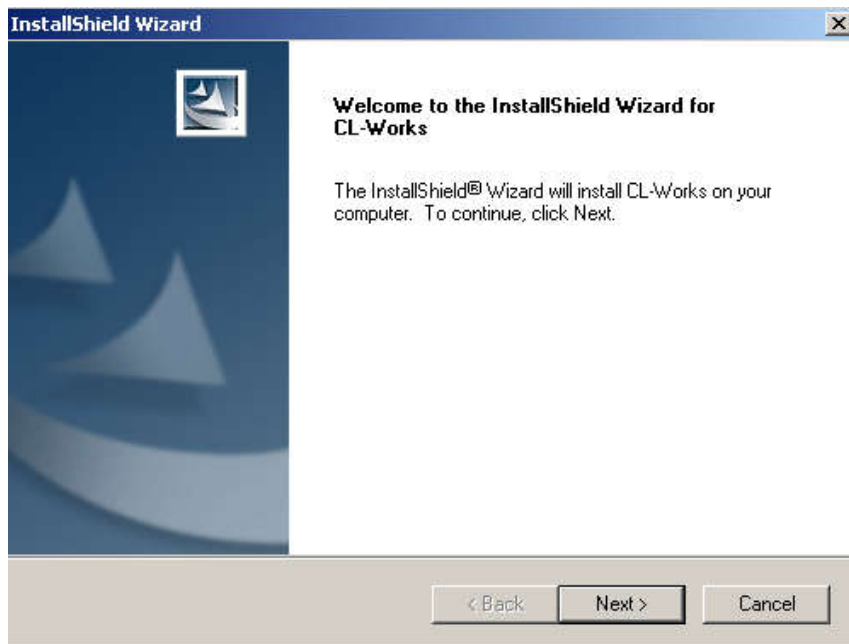 InstallShield Wizard
Welcome to the InstallShield Wizard for
CL-Works
The InstallShield® Wizard will install CL-Works on your
computer.  To continue, click Next.
< Back
Next >
Cancel